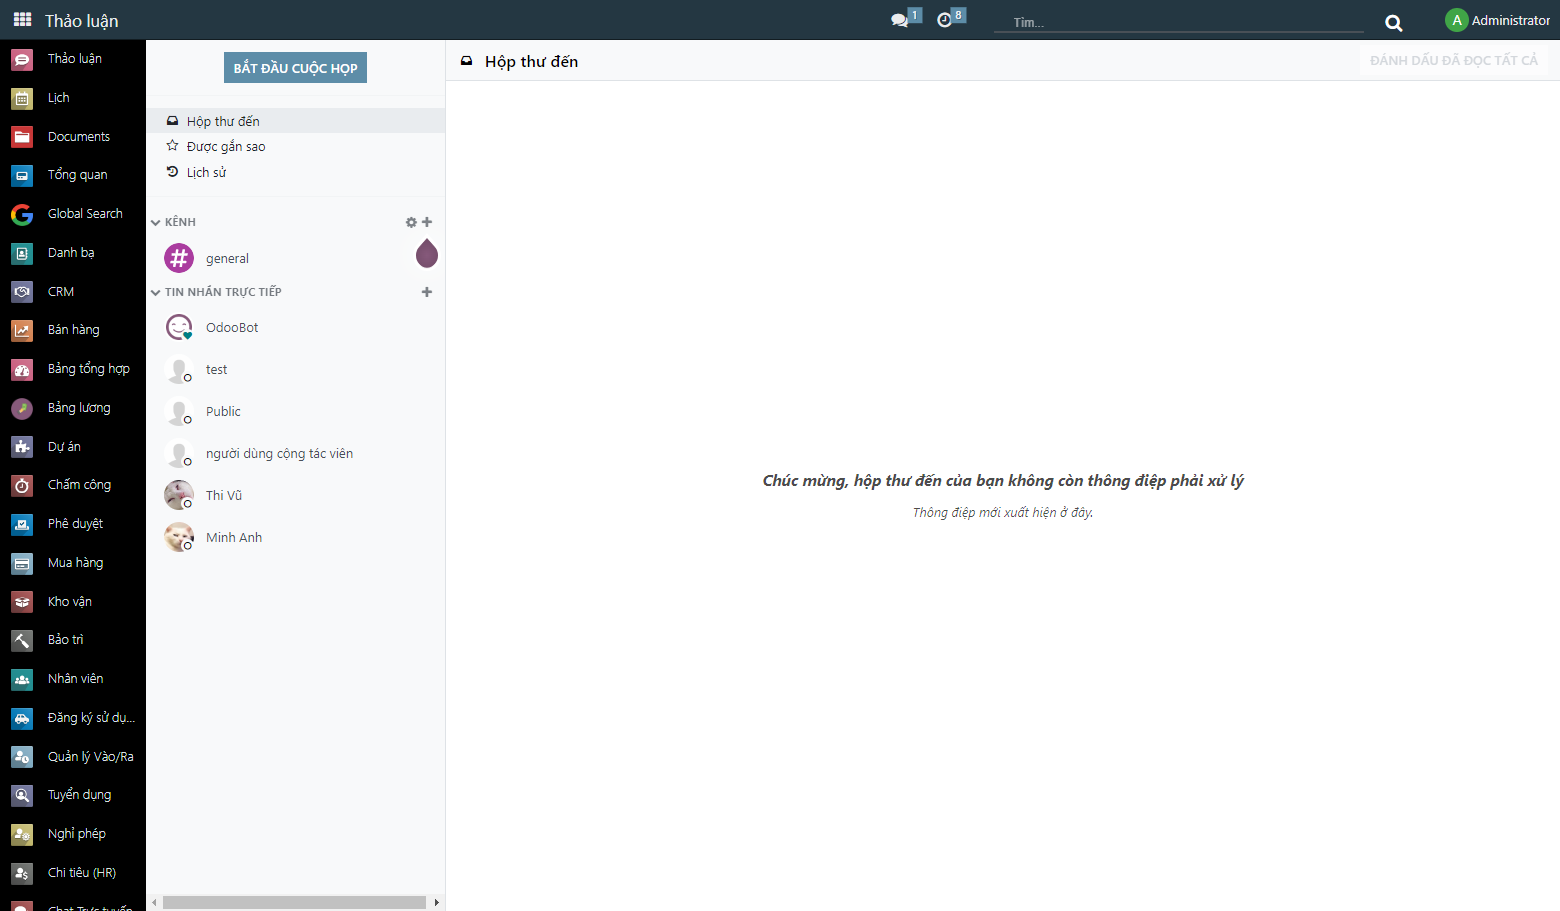 Thảo luận
1
8
Tìm...
A
Administrator
Thảo luận
Lịch
Documents
Tổng quan
Global Search
Danh bạ
CRM
Bán hàng
Bảng tổng hợp
Bảng lương
Dự án
Chấm công
Phê duyệt
Mua hàng
Kho vận
Bảo trì
Nhân viên
Đăng ký sử dụ...
Quản lý Vào/Ra
Tuyển dụng
Nghỉ phép
Chi tiêu (HR)
Chat Trực tuyến
BẮT ĐẦU CUỘC HỌP
Hộp thư đến
Được gắn sao
Lịch sử
KÊNH
general
TIN NHẮN TRỰC TIẾP
OdooBot
test
Public
người dùng cộng tác viên
Thi Vũ
Minh Anh
Hộp thư đến
ĐÁNH DẤU ĐÃ ĐỌC TẤT CẢ
Chúc mừng, hộp thư đến của bạn không còn thông điệp phải xử lý
Thông điệp mới xuất hiện ở đây.